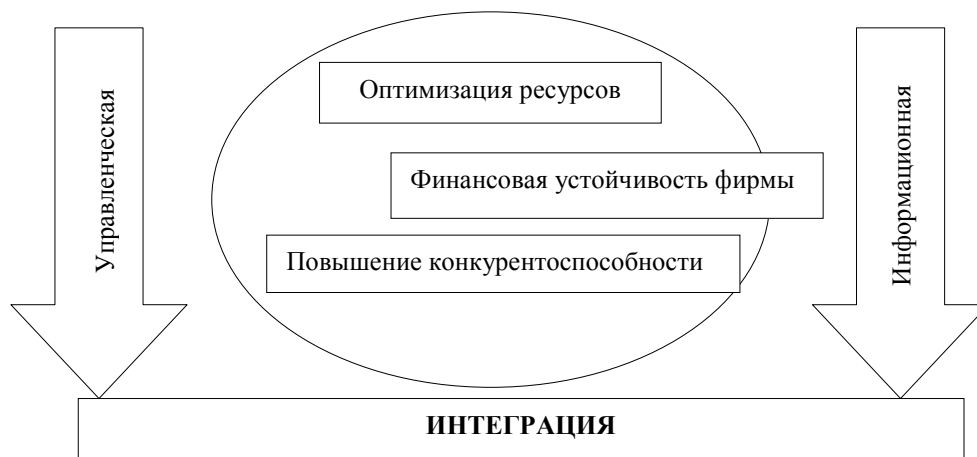 Управленческая
Оптимизация ресурсов
Финансовая устойчивость фирмы
Повышение конкурентоспособности
Информационная
ИНТЕГРАЦИЯ